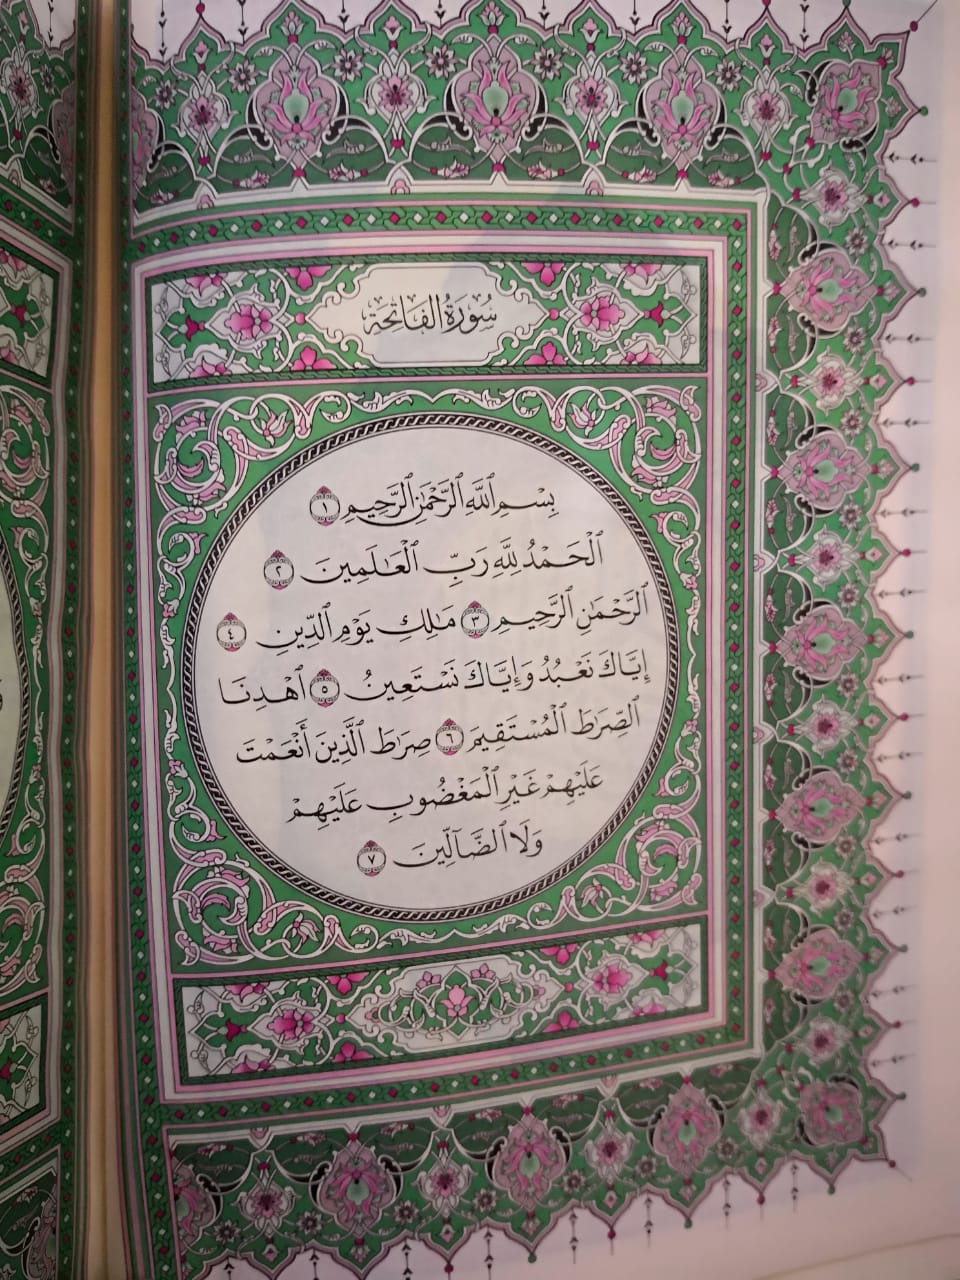 سُورَةُ الفَاتِحَةِ
بِسْمِ ٱللَّهِ ٱلرَّحْمَٰنِ ٱلرَّحِيمِ ١
ٱلْحَمْدُ لِلَّهِ رَبِّ ٱلْعَٰلَمِينَ ٢
ٱلرَّحْمَٰنِ ٱلرَّحِيمِ ٣ مَٰلِكِ يَوْمِ ٱلدِّينِ ٤
إِيَّاكَ نَعْبُدُ وَإِيَّاكَ نَسْتَعِينُ ٥ ٱهْدِنَا
ٱلصِّرَٰطَ ٱلْمُسْتَقِيمَ ٦ صِرَٰطَ ٱلَّذِينَ أَنْعَمْتَ
عَلَيْهِمْ غَيْرِ ٱلْمَغْضُوبِ عَلَيْهِمْ
وَلَا ٱلضَّآلِّينَ ٧